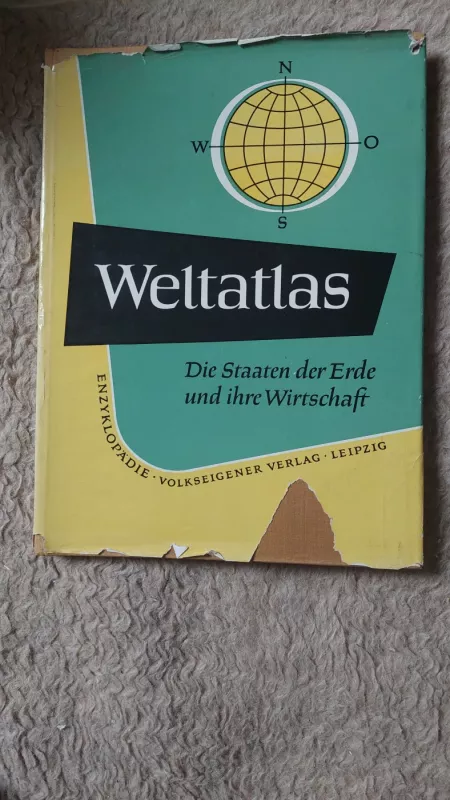 N
W O
S
Weltatlas
Die Staaten der Erde
und ihre Wirtschaft
ENZYKLOPÄDIE · VOLKSEIGENER VERLAG · LEIPZIG